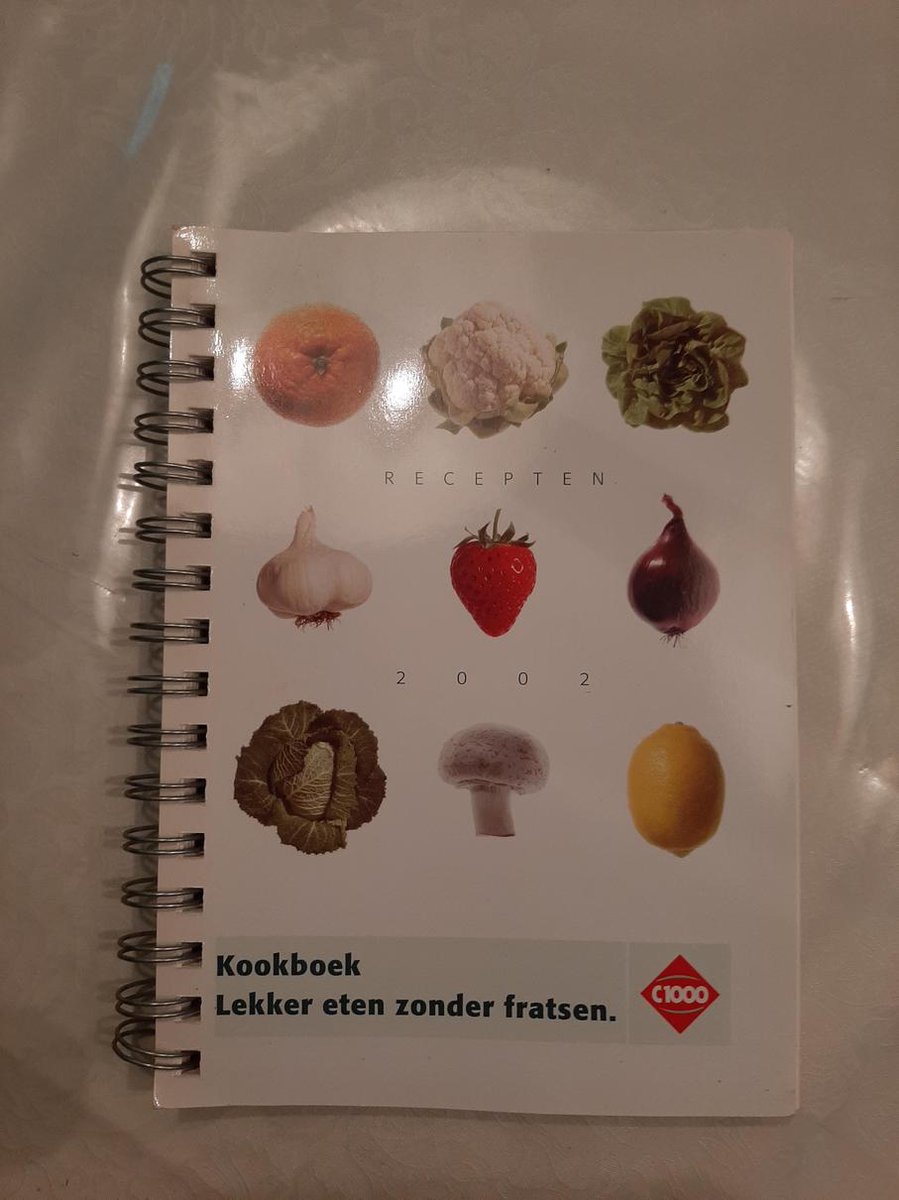 RECEPTEN
2002
Kookboek
Lekker eten zonder fratsen.
C1000